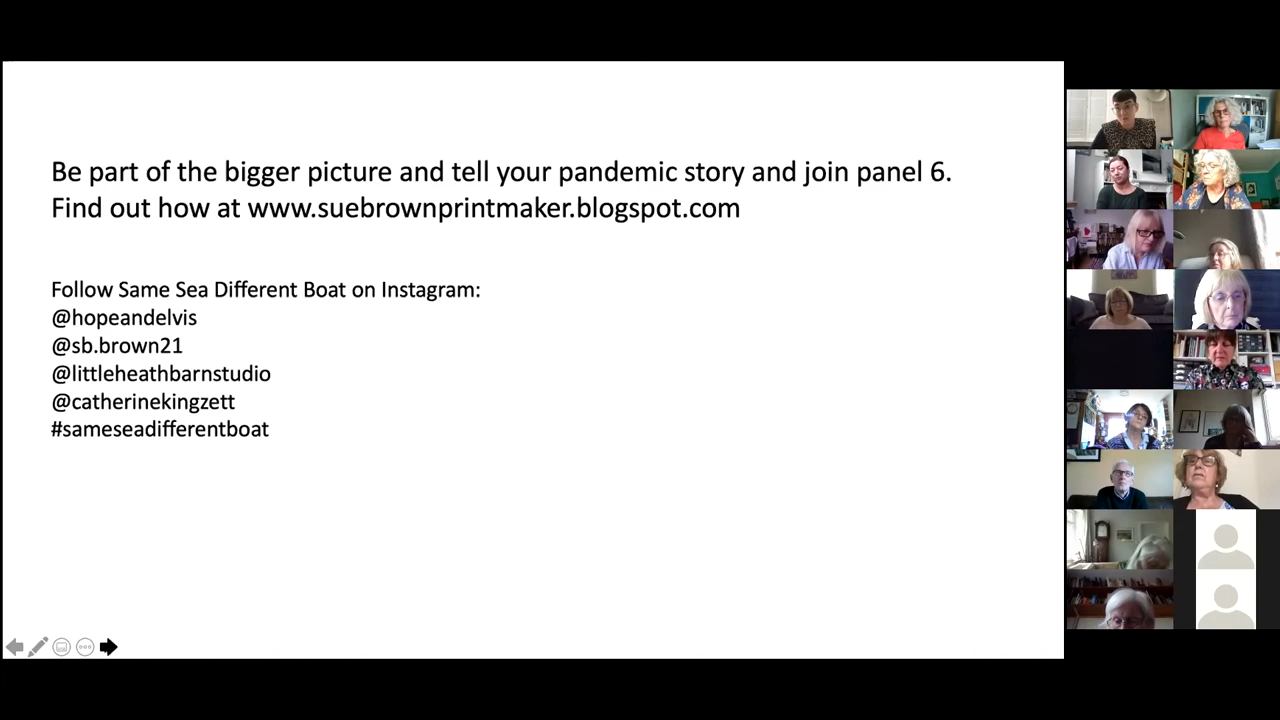 Be part of the bigger picture and tell your pandemic story and join panel 6.
Find out how at www.suebrownprintmaker.blogspot.com
Follow Same Sea Different Boat on Instagram:
@hopeandelvis
@sb.brown21
@littleheathbarnstudio
@catherinekingzett
#sameseadifferentboat